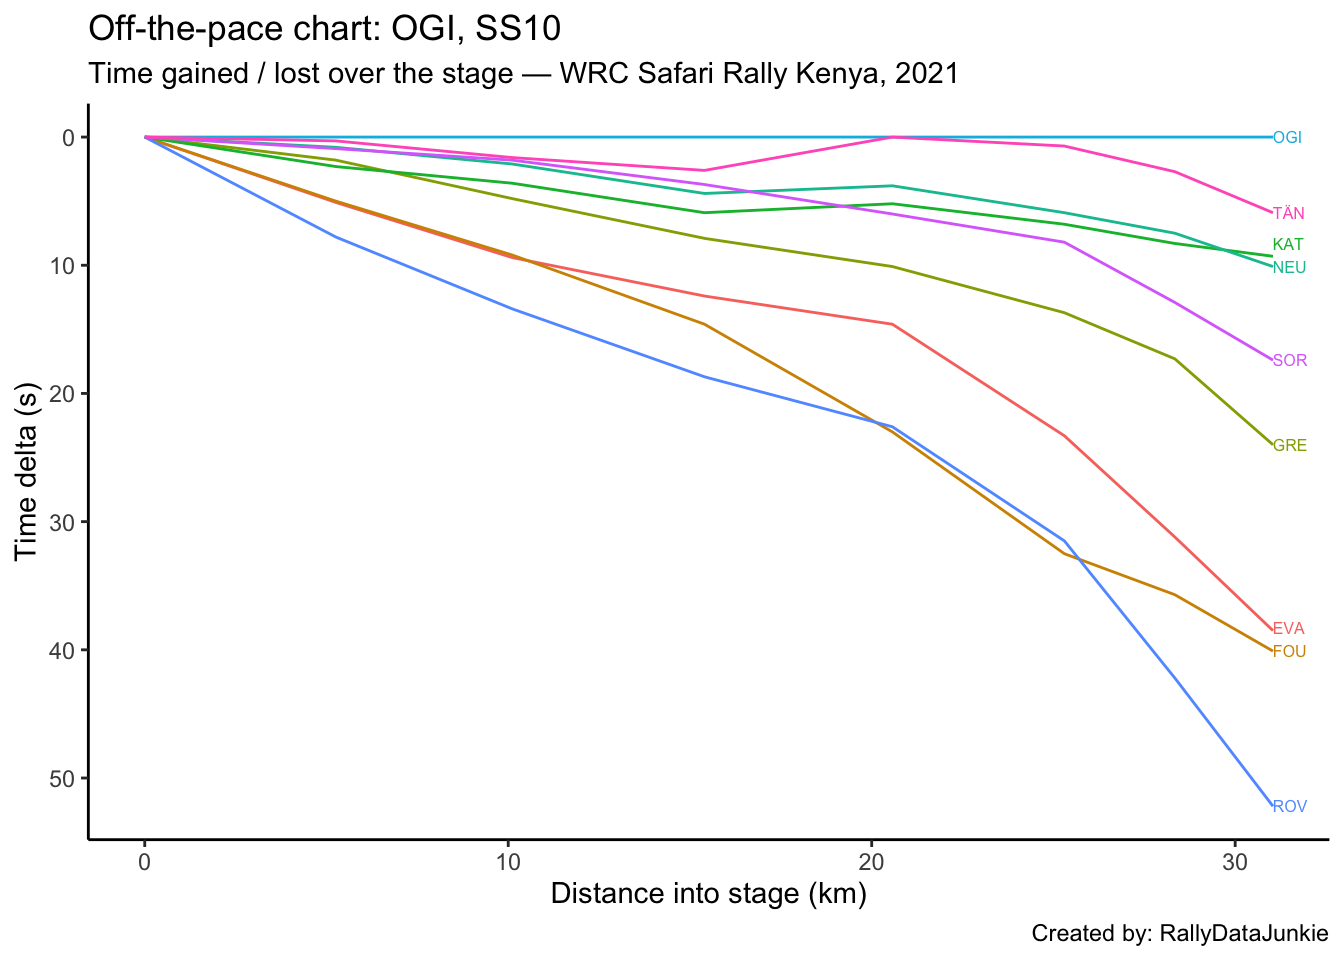 Off-the-pace chart: OGI, SS10
Time gained / lost over the stage — WRC Safari Rally Kenya, 2021
Time delta (s)
0
10
20
30
40
50
OGI
TÄN
KAT
NEU
SOR
GRE
EVA
FOU
ROV
0 10 20 30
Distance into stage (km)
Created by: RallyDataJunkie